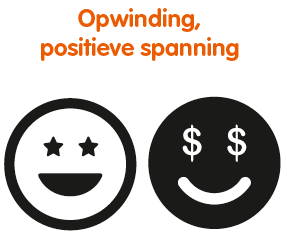 Opwinding,
positieve spanning
$ $